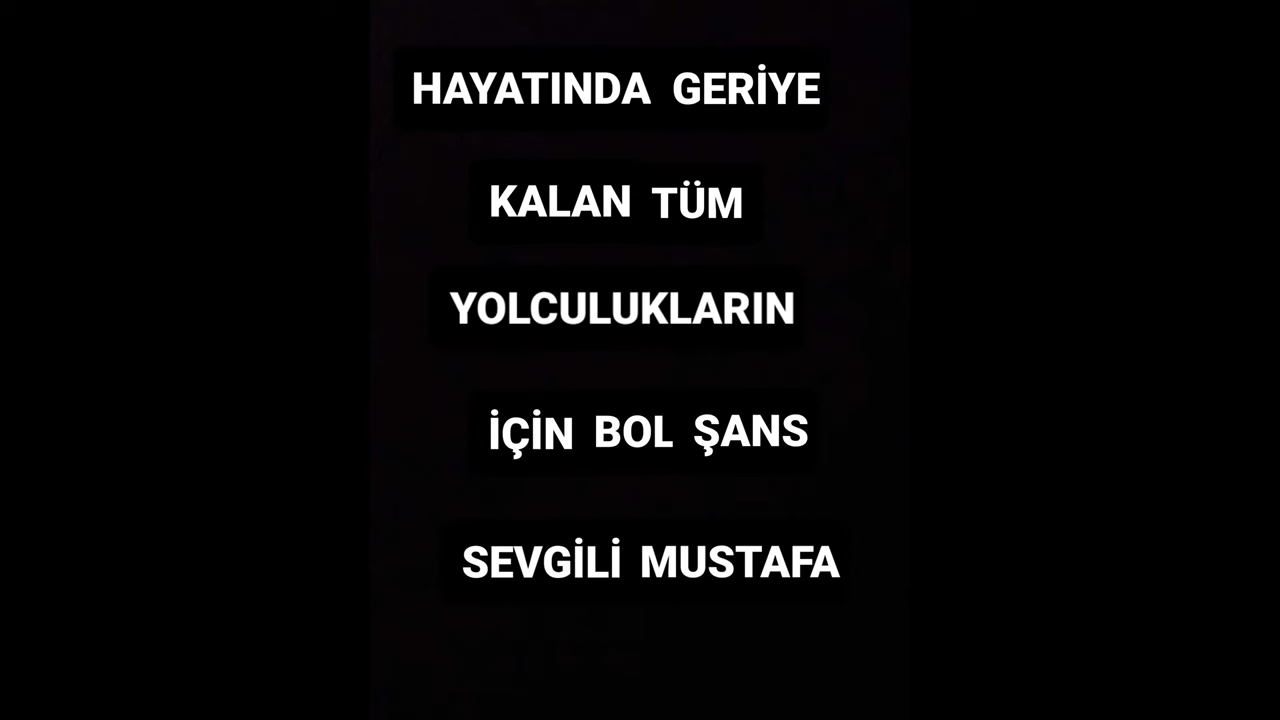 HAYATINDA GERİYE
KALAN TÜM
YOLCULUKLARIN
İÇİN BOL ŞANS
SEVGİLİ MUSTAFA